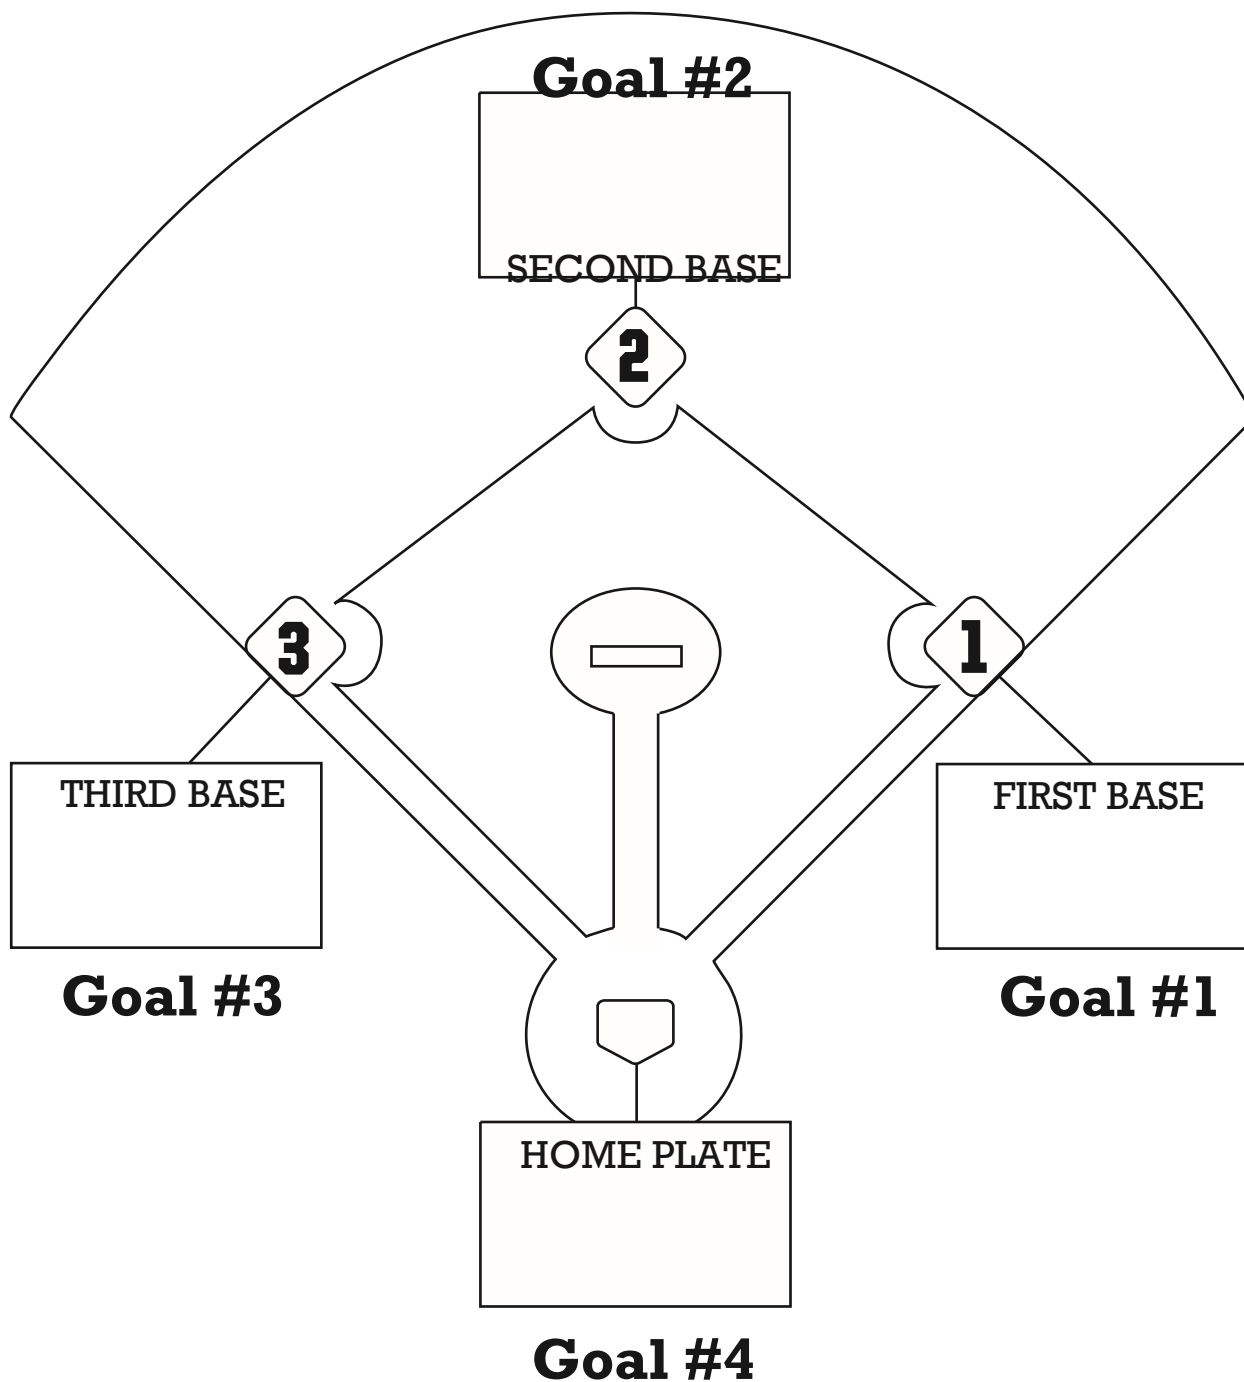 Goal #2
SECOND BASE
2
3
1
THIRD BASE
FIRST BASE
Goal #3
Goal #1
HOME PLATE
Goal #4